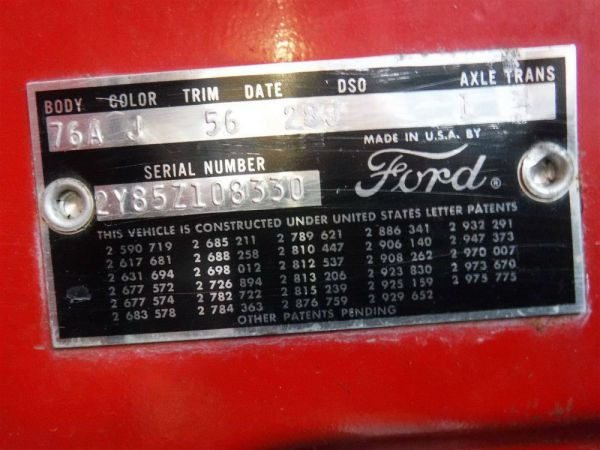 BODY COLOR TRIM DATE DSO AXLE TRANS
76A J 56 28J 1 4
MADE IN U.S.A. BY
Ford®
SERIAL NUMBER
2Y85Z108330
THIS VEHICLE IS CONSTRUCTED UNDER UNITED STATES LETTER PATENTS
2 590 719 2 685 211 2 789 621 2 886 341 2 932 291
2 617 681 2 688 258 2 810 447 2 906 140 2 947 373
2 631 694 2 698 012 2 812 537 2 908 262 2 970 007
2 677 572 2 726 894 2 813 206 2 923 830 2 973 670
2 677 574 2 782 722 2 815 239 2 925 159 2 975 775
2 683 578 2 784 363 2 876 759 2 929 652
OTHER PATENTS PENDING